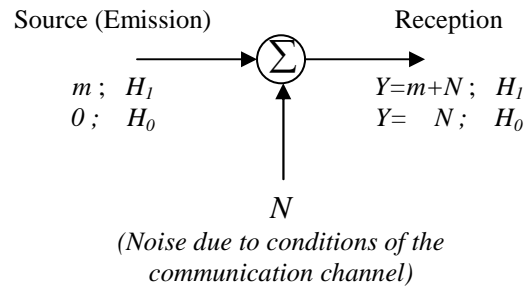 Source (Emission) Reception
Σ
m ; H₁ Y=m+N ; H₁
0 ; H₀ Y= N ; H₀
N
(Noise due to conditions of the
communication channel)